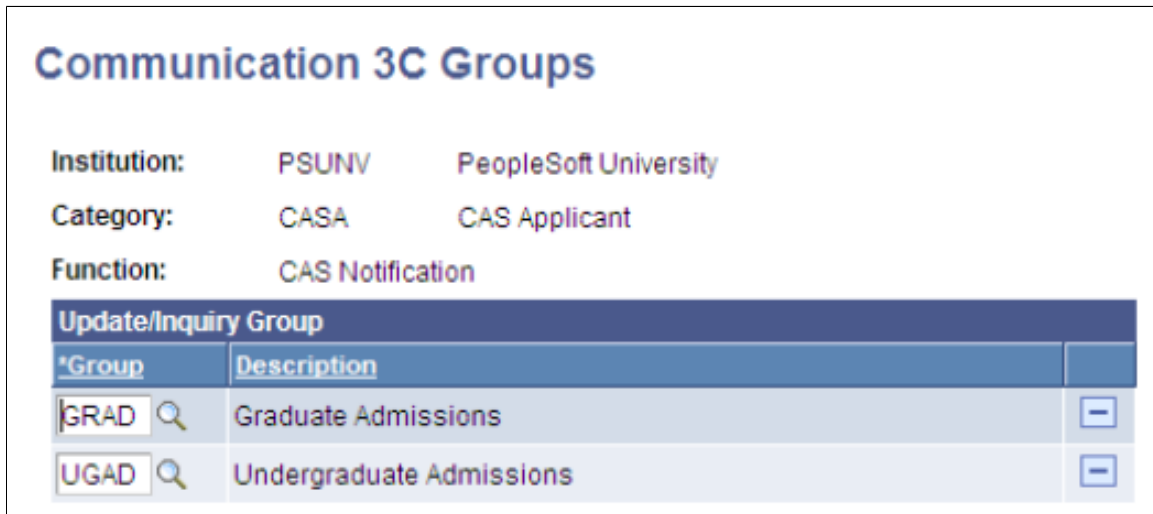 Communication 3C Groups
Institution: PSUNV PeopleSoft University
Category: CASA CAS Applicant
Function: CAS Notification
Update/Inquiry Group
*Group Description
GRAD Graduate Admissions
UGAD Undergraduate Admissions